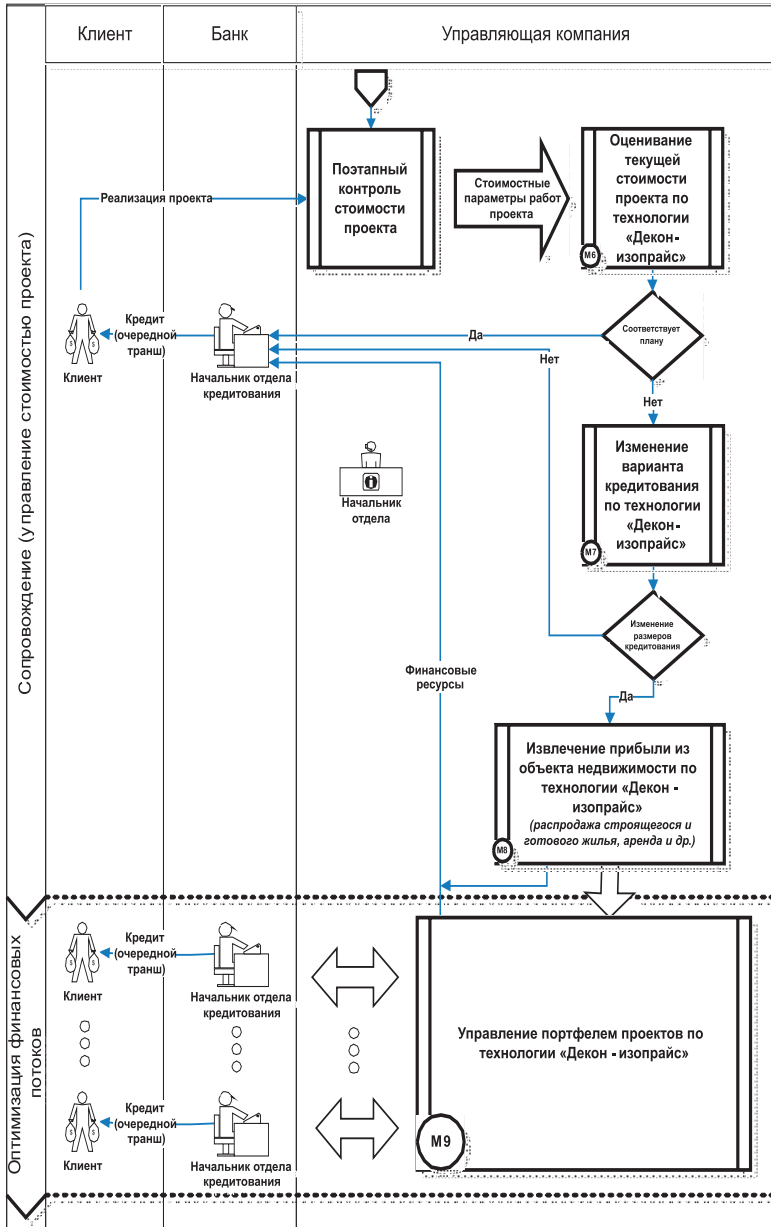 Клиент
Банк
Управляющая компания
Сопровождение (управление стоимостью проекта)
Поэтапный
контроль
стоимости
проекта
Стоимостные
параметры работ
проекта
Оценивание
текущей
стоимости
проекта по
технологии
«Декон-
изопрайс»
М6
Реализация проекта
Кредит
(очередной
транш)
Клиент
Начальник отдела
кредитования
Да
Соответствует
плану
Нет
Нет
Начальник
отдела
Изменение
варианта
кредитования
по технологии
«Декон-
изопрайс»
М7
Изменение
размеров
кредитования
Финансовые
ресурсы
Да
Извлечение прибыли из
объекта недвижимости по
технологии «Декон -
изопрайс»
(распродажа строящегося и
готового жилья, аренда и др.)
М8
Оптимизация финансовых
потоков
Кредит
(очередной
транш)
Клиент
Начальник отдела
кредитования
Управление портфелем проектов по
технологии «Декон - изопрайс»
М9
Кредит
(очередной
транш)
Клиент
Начальник отдела
кредитования